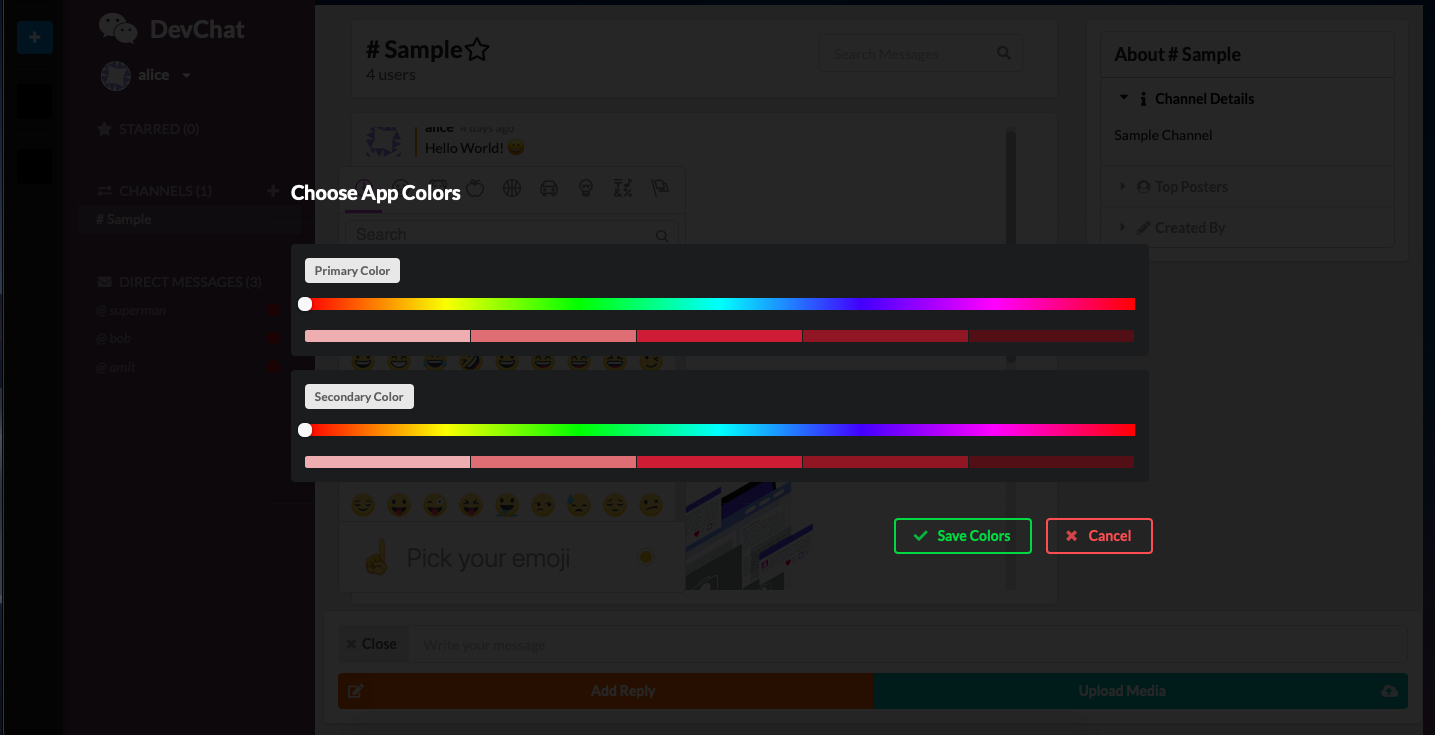 DevChat
alice
STARRED (0)
CHANNELS (1)
# Sample
DIRECT MESSAGES (3)
@ superman
@ bob
@ amit
# Sample
4 users
Search Messages
alice 4 days ago
Hello World!
Search
Pick your emoji
Choose App Colors
Primary Color
Secondary Color
Save Colors
Cancel
About # Sample
Channel Details
Sample Channel
Top Posters
Created By
Close
Write your message
Add Reply
Upload Media